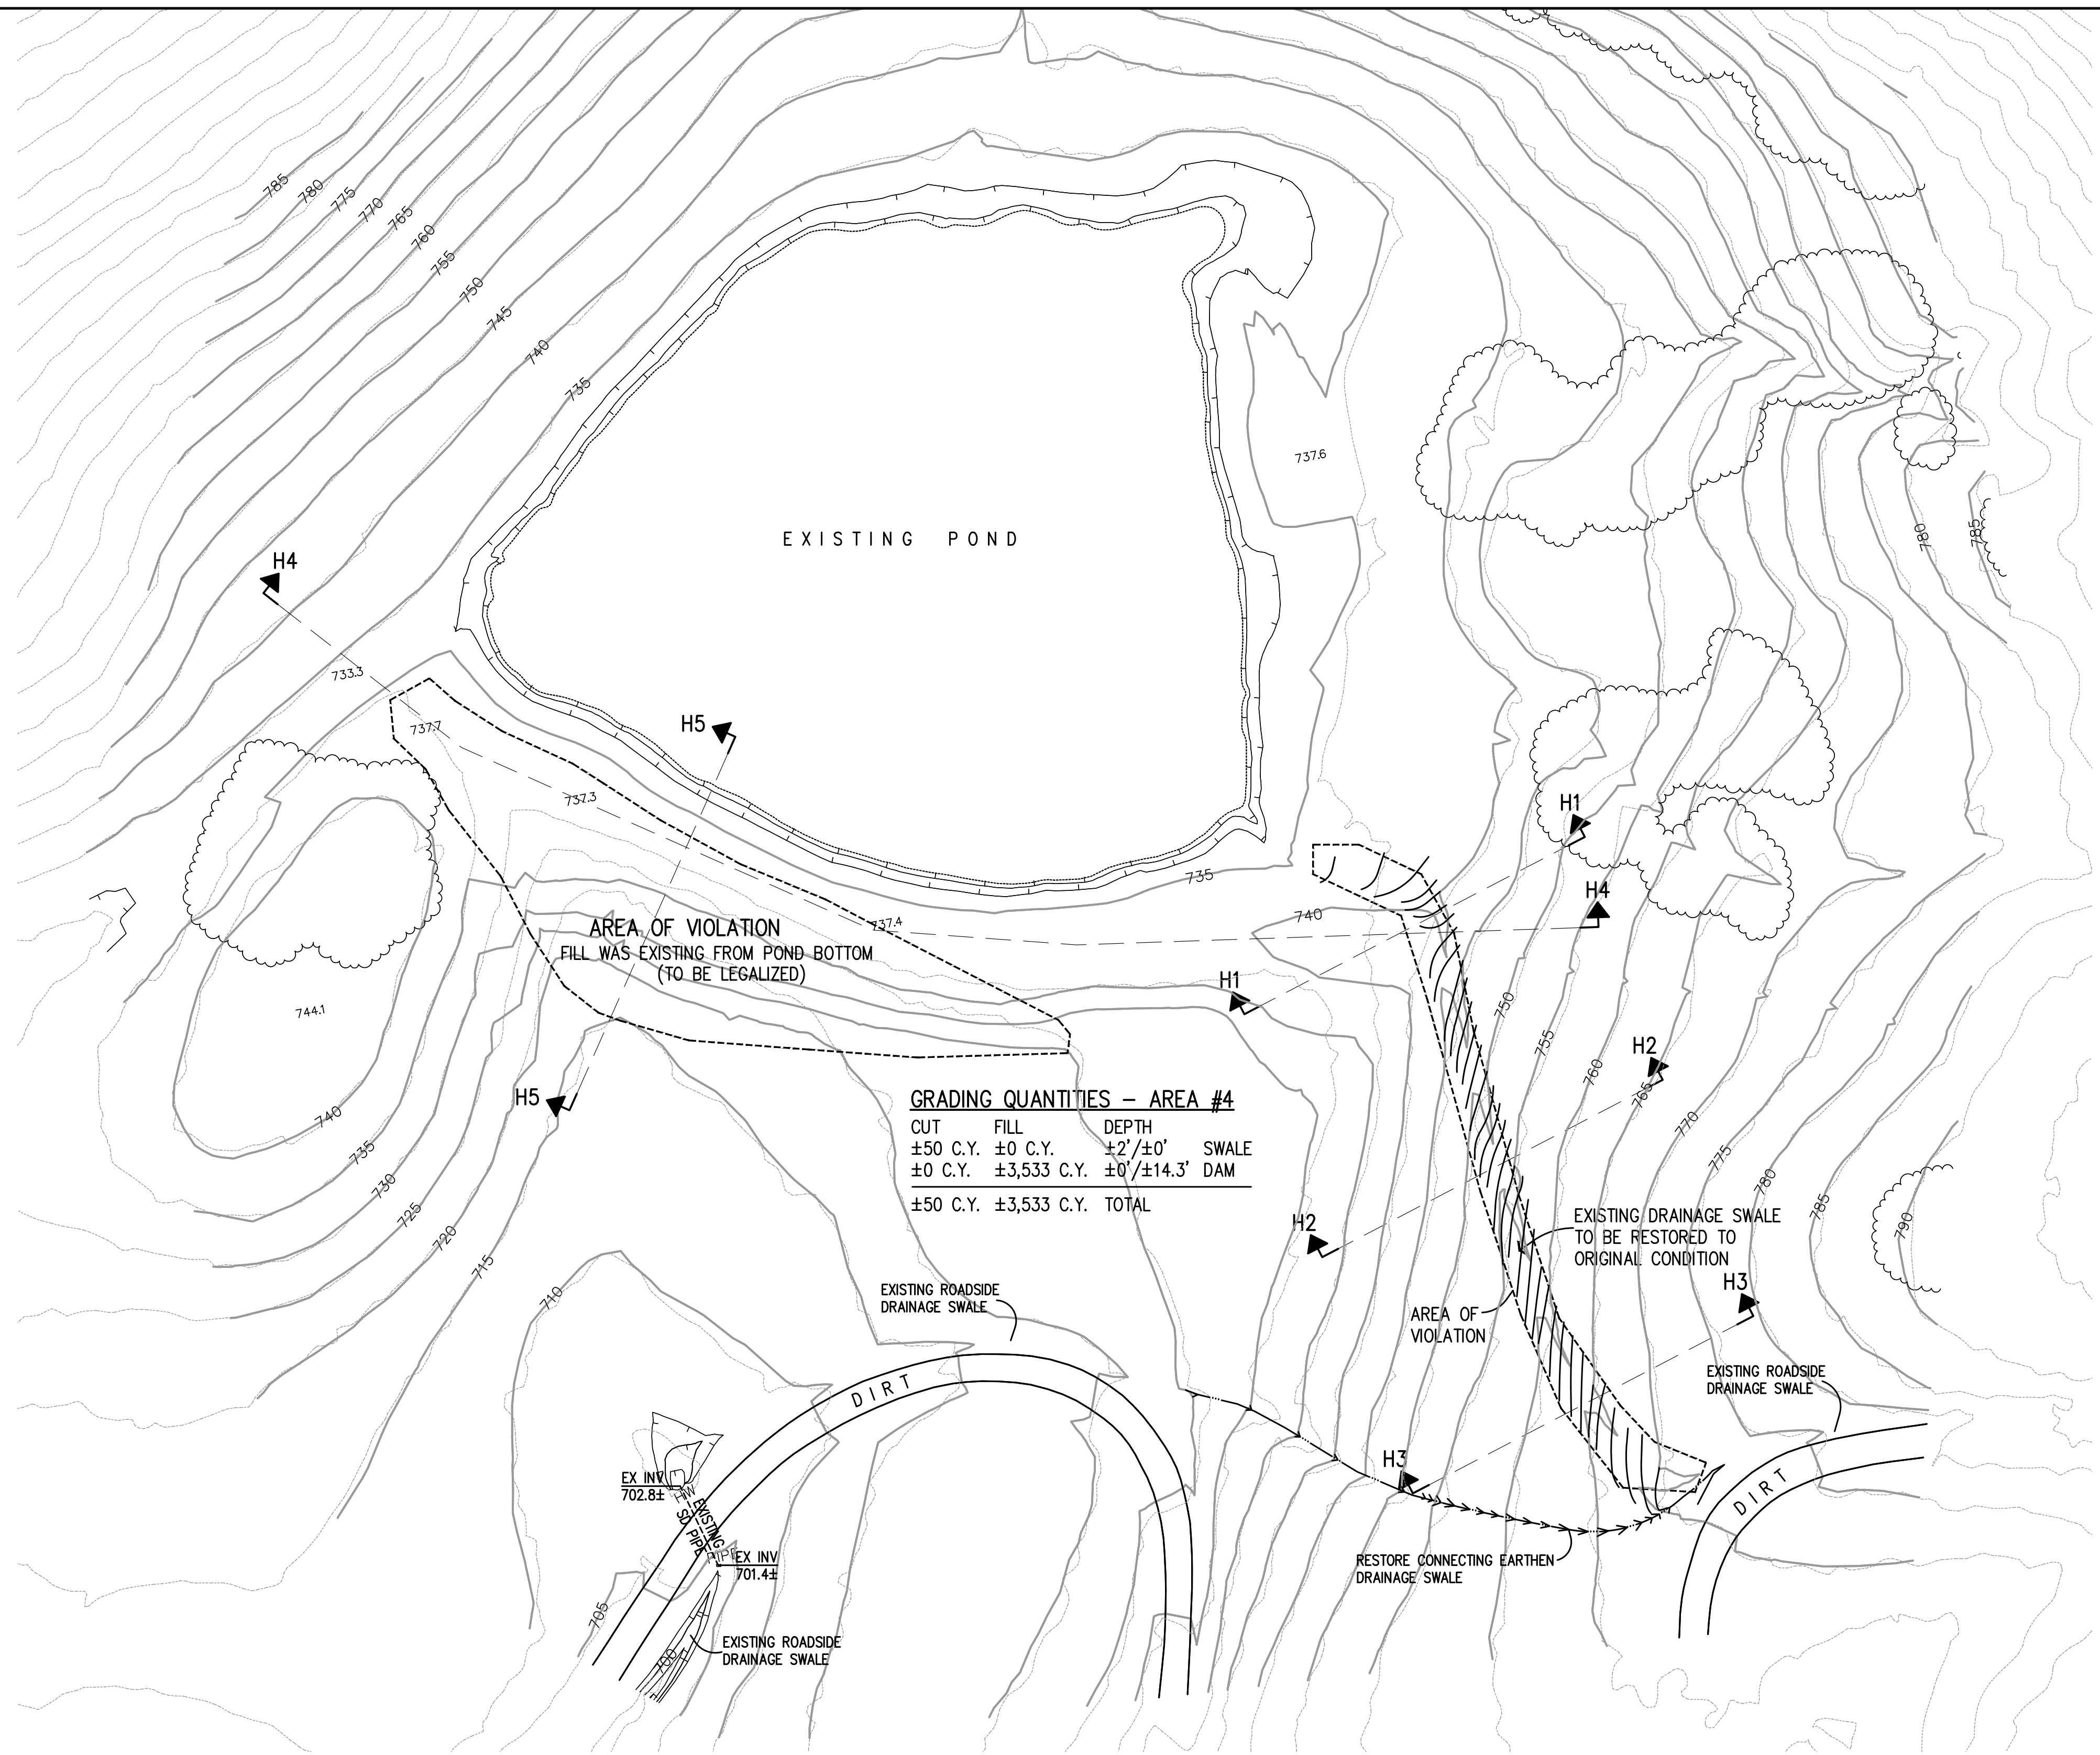 785
780
775
770
765
760
755
750
745
740
735
737.6
EXISTING POND
780
785
H4
733.3
H5
737.7
737.3
H1
735
H4
740
737.4
AREA OF VIOLATION
FILL WAS EXISTING FROM POND BOTTOM
(TO BE LEGALIZED)
H1
750
755
760
H2
765
744.1
H5
740
735
730
725
720
715
710
GRADING QUANTITIES – AREA #4
CUT FILL DEPTH
±50 C.Y. ±0 C.Y. ±2'/±0' SWALE
±0 C.Y. ±3,533 C.Y. ±0'/±14.3' DAM
±50 C.Y. ±3,533 C.Y. TOTAL
770
775
780
785
790
H2
EXISTING DRAINAGE SWALE
TO BE RESTORED TO
ORIGINAL CONDITION
H3
EXISTING ROADSIDE
DRAINAGE SWALE
AREA OF
VIOLATION
EXISTING ROADSIDE
DRAINAGE SWALE
DIRT
H3
EX INV
702.8±
HW
EXISTING
SD PIPE
EX INV
701.4±
DIRT
RESTORE CONNECTING EARTHEN
DRAINAGE SWALE
705
700
EXISTING ROADSIDE
DRAINAGE SWALE